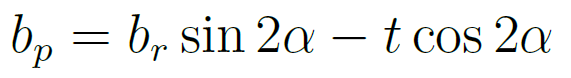 b_p = b_r sin 2α − t cos 2α